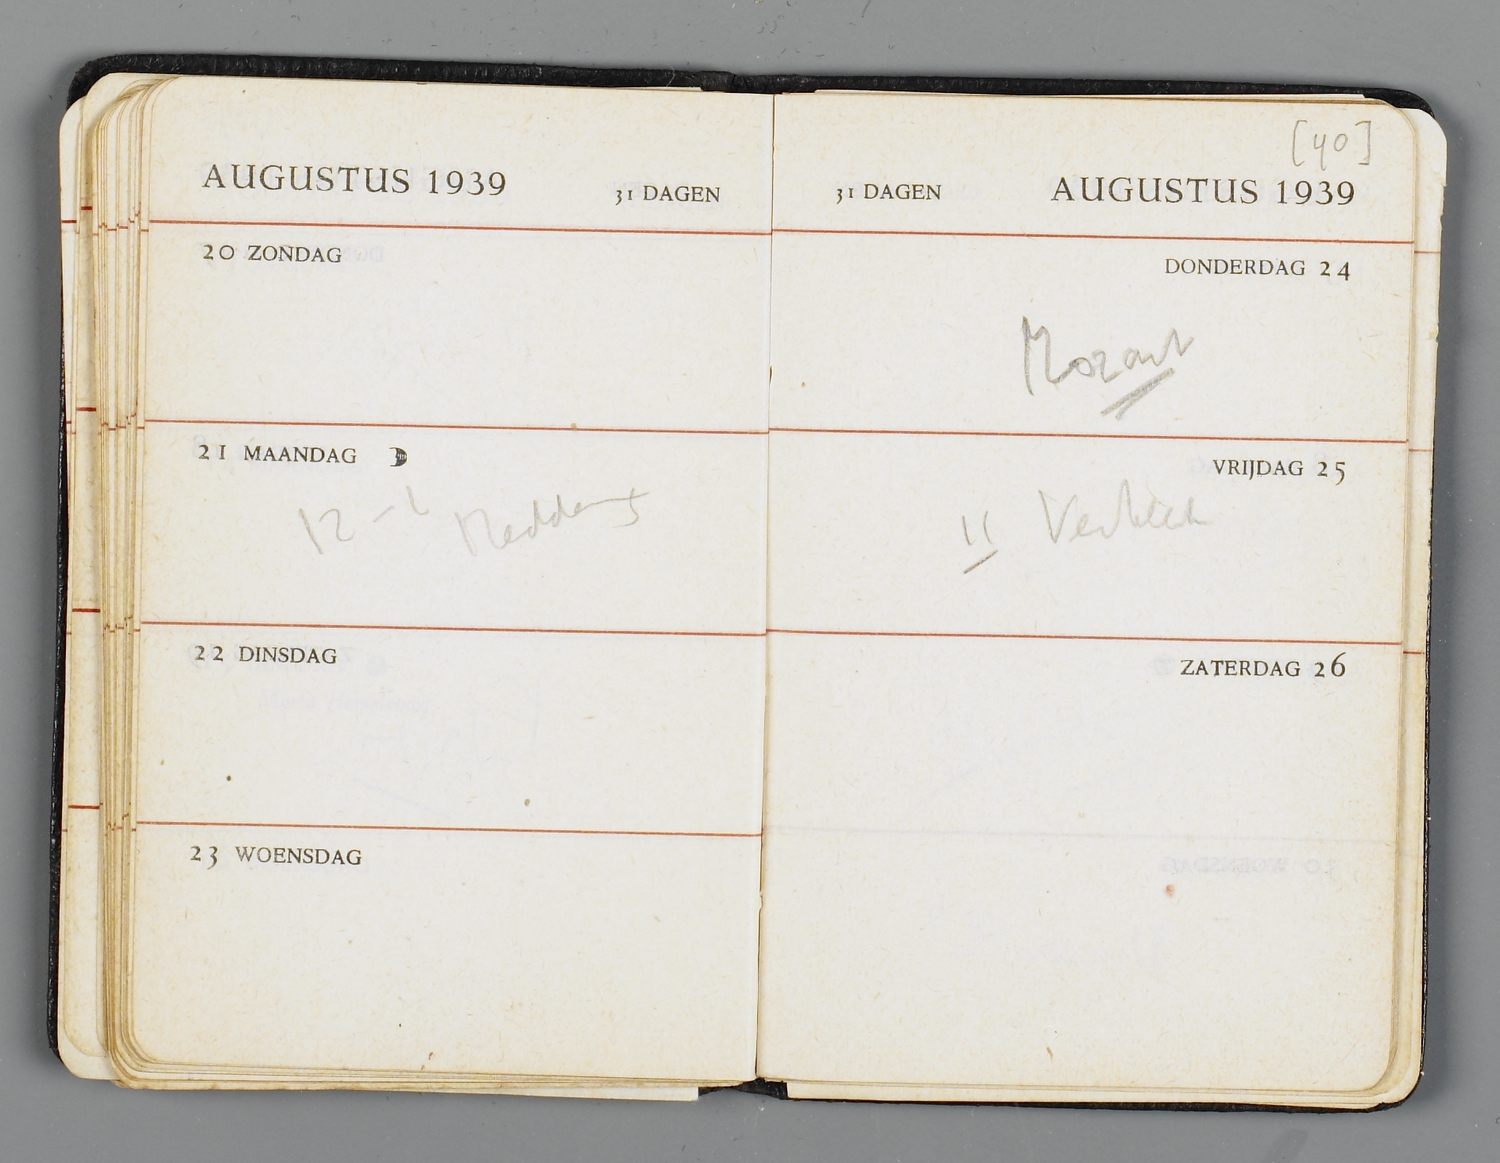 AUGUSTUS 1939 31 DAGEN
20 ZONDAG
21 MAANDAG
12-1 Meddens
22 DINSDAG
23 WOENSDAG
[40]
31 DAGEN AUGUSTUS 1939
DONDERDAG 24
Mozart
VRIJDAG 25
11
ZATERDAG 26